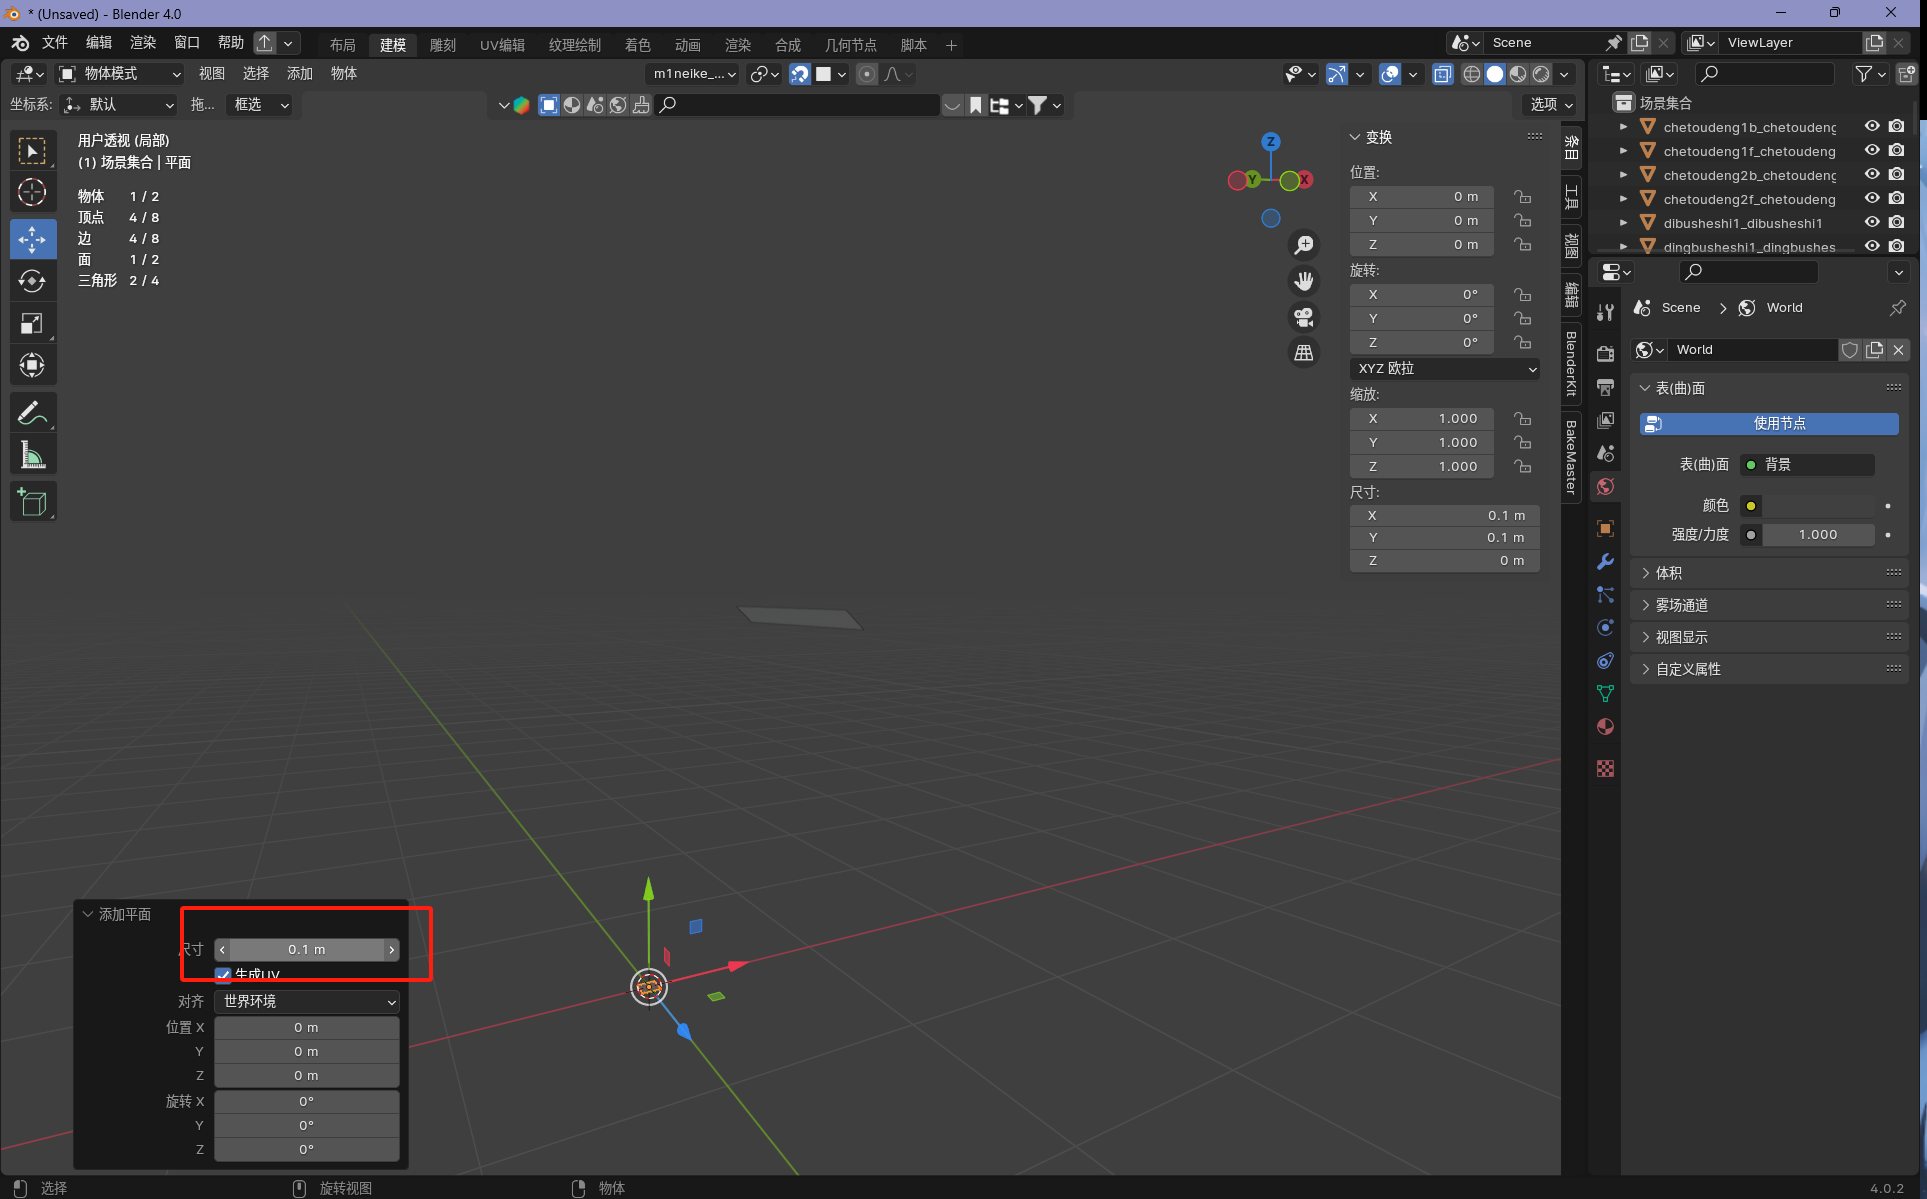 * (Unsaved) - Blender 4.0
文件 编辑 渲染 窗口 帮助 布局 建模 雕刻 UV编辑 纹理绘制 着色 动画 渲染 合成 几何节点 脚本 + Scene ViewLayer
物体模式 视图 选择 添加 物体 m1neike_...
坐标系: 默认 拖... 框选 选项
用户透视 (局部)
(1) 场景集合 | 平面
物体 1 / 2
顶点 4 / 8
边 4 / 8
面 1 / 2
三角形 2 / 4
Z
Y
X
变换
位置:
X 0 m
Y 0 m
Z 0 m
旋转:
X 0°
Y 0°
Z 0°
XYZ 欧拉
缩放:
X 1.000
Y 1.000
Z 1.000
尺寸:
X 0.1 m
Y 0.1 m
Z 0 m
条目
工具
视图
编辑
BlenderKit
BakeMaster
场景集合
chetoudeng1b_chetoudeng
chetoudeng1f_chetoudeng
chetoudeng2b_chetoudeng
chetoudeng2f_chetoudeng
dibusheshi1_dibusheshi1
dingbusheshi1_dingbushes
Scene > World
World
表(曲)面
使用节点
表(曲)面 背景
颜色
强度/力度 1.000
体积
雾场通道
视图显示
自定义属性
添加平面
尺寸 0.1 m
生成UV
对齐 世界环境
位置 X 0 m
Y 0 m
Z 0 m
旋转 X 0°
Y 0°
Z 0°
选择 旋转视图 物体 4.0.2